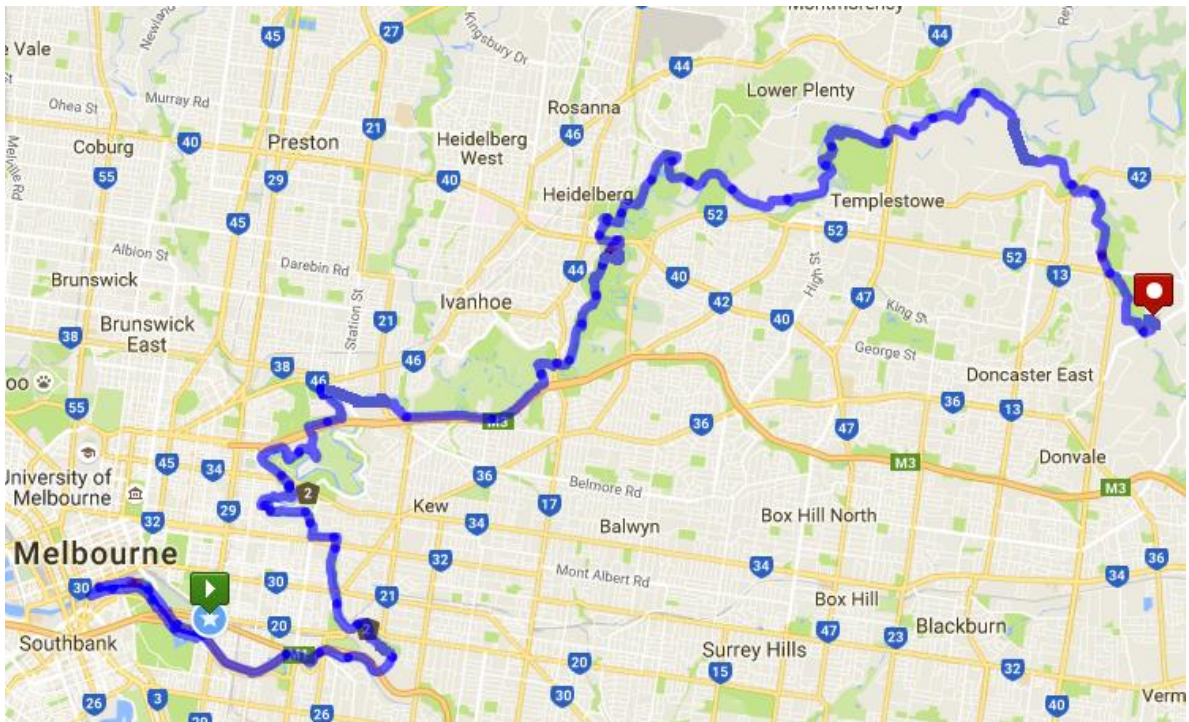 Montmorency
45
27
44
e Vale
Newland
Kingsbury Dr
44
Lower Plenty
Murray Rd
Rosanna
Ohea St
21
46
Coburg
40
Preston
Heidelberg
West
Melville Rd
55
29
40
42
Heidelberg
Templestowe
45
52
52
52
Albion St
Darebin Rd
44
40
13
High St
Brunswick
42
47
King St
Ivanhoe
Station St
21
40
38
Brunswick
East
46
George St
38
46
Doncaster East
oo
55
36
13
M3
36
47
45
34
Donvale
M3
University of
Melbourne
36
M3
2
Belmore Rd
29
Kew
17
Box Hill North
32
34
Balwyn
Melbourne
32
36
30
30
Mont Albert Rd
34
34
21
Box Hill
Southbank
20
2
47
23
Blackburn
M1
Surrey Hills
20
15
32
3
30
Verm
26
29
26
40